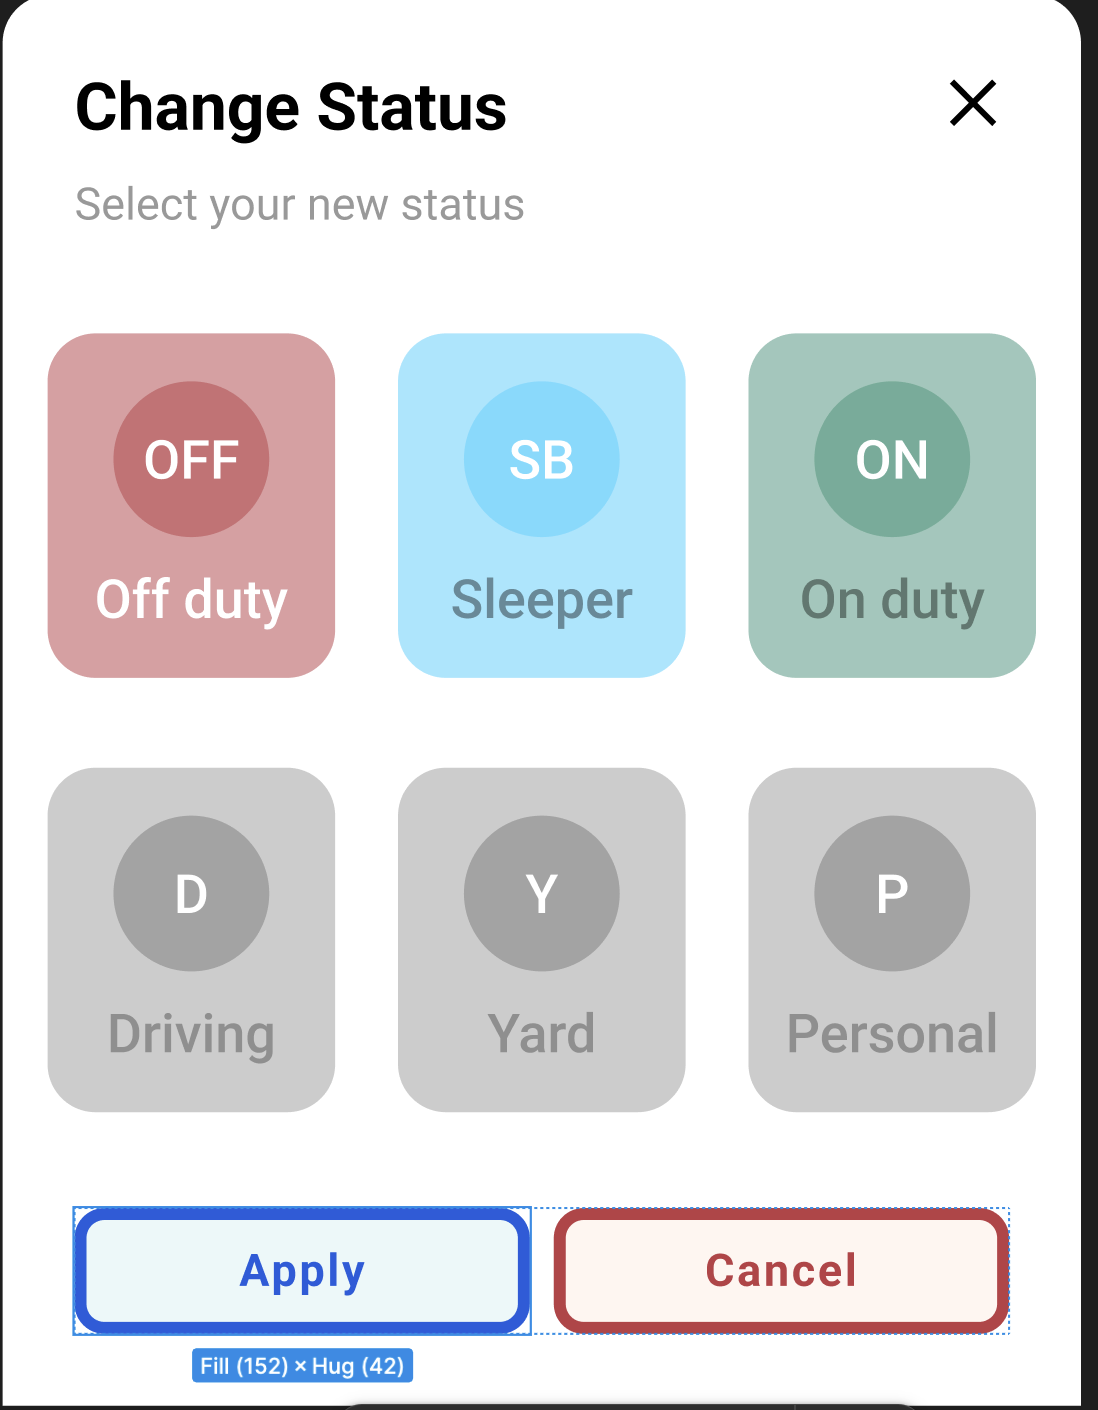 Change Status
Select your new status
OFF
SB
ON
Off duty
Sleeper
On duty
D
Y
P
Driving
Yard
Personal
Apply
Cancel
Fill (152) × Hug (42)